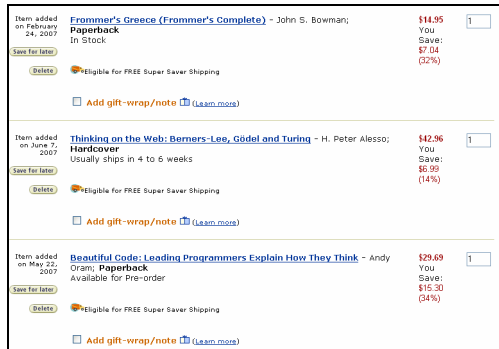 Item added on February 24, 2007
Save for later
Delete
Frommer's Greece (Frommer's Complete) - John S. Bowman;
Paperback
In Stock
Eligible for FREE Super Saver Shipping
Add gift-wrap/note (Learn more)
$14.95
You
Save:
$7.04
(32%)
1
Item added on June 7, 2007
Save for later
Delete
Thinking on the Web: Berners-Lee, Gödel and Turing - H. Peter Alesso;
Hardcover
Usually ships in 4 to 6 weeks
Eligible for FREE Super Saver Shipping
Add gift-wrap/note (Learn more)
$42.96
You
Save:
$6.99
(14%)
1
Item added on May 22, 2007
Save for later
Delete
Beautiful Code: Leading Programmers Explain How They Think - Andy
Oram; Paperback
Available for Pre-order
Eligible for FREE Super Saver Shipping
Add gift-wrap/note (Learn more)
$29.69
You
Save:
$15.30
(34%)
1